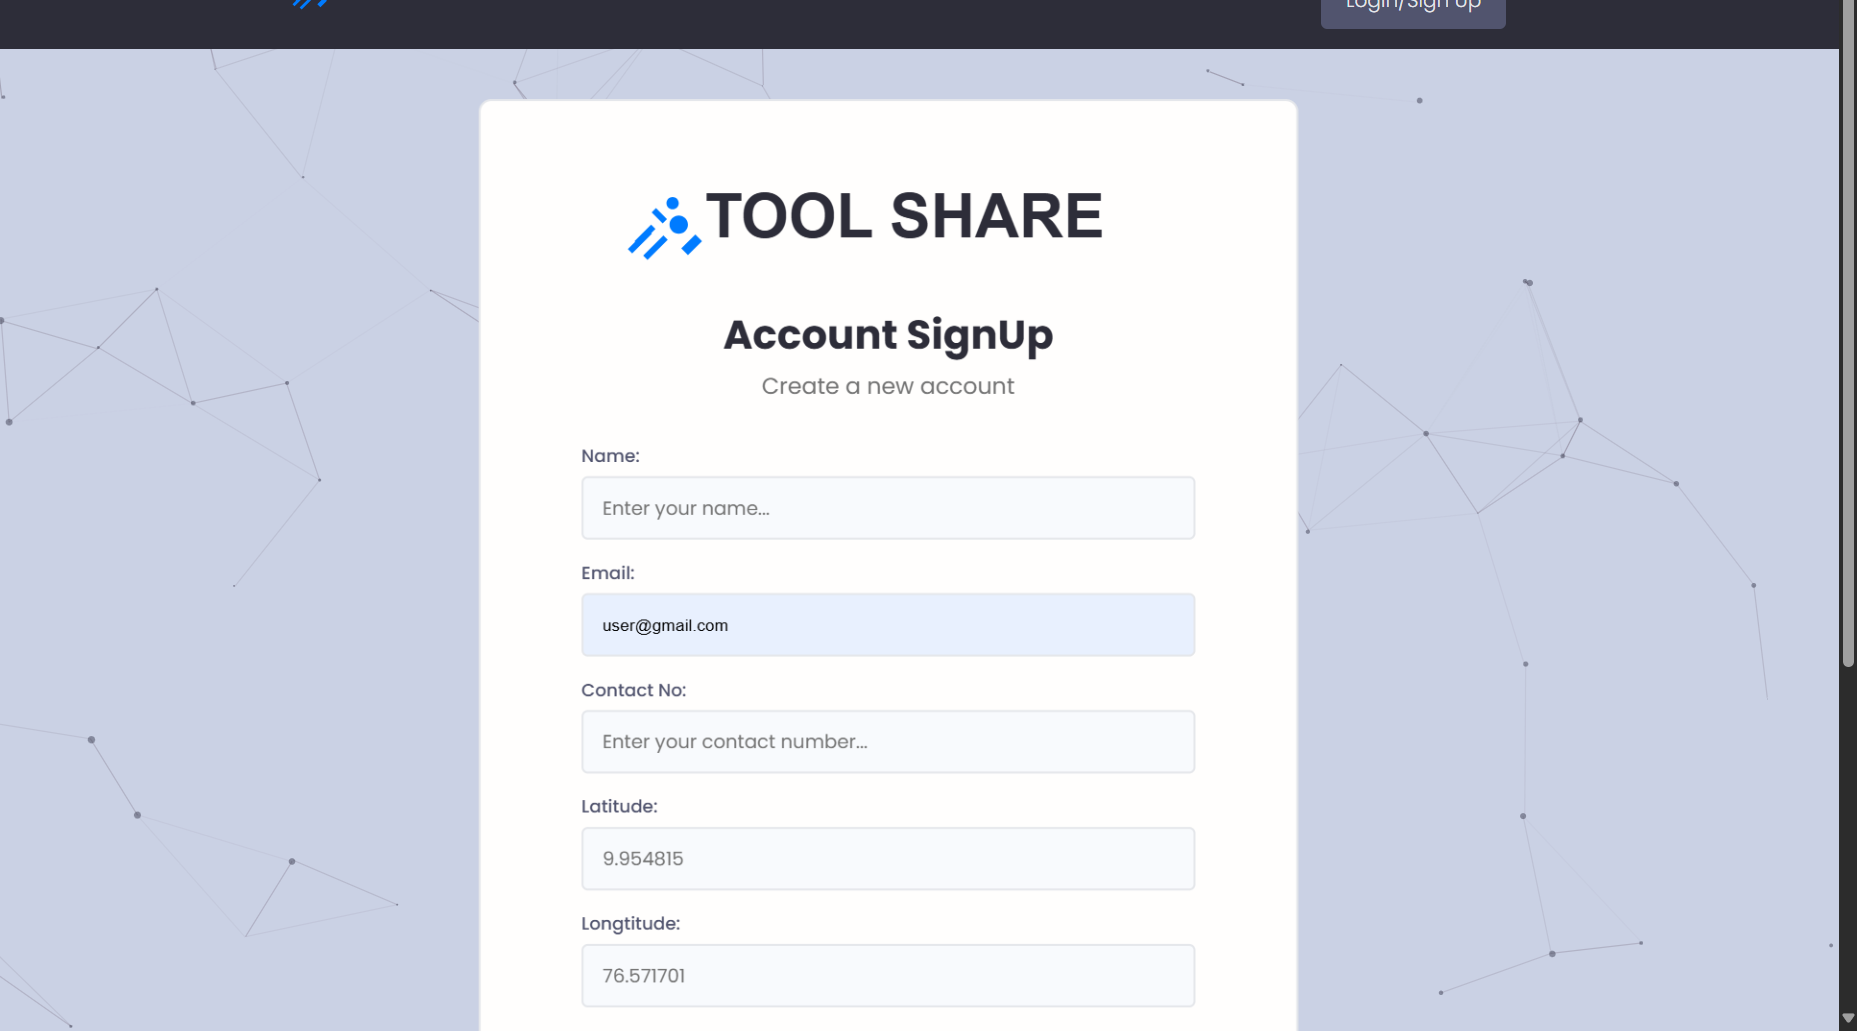 Login/Sign Up
TOOL SHARE
Account SignUp
Create a new account
Name:
Enter your name...
Email:
user@gmail.com
Contact No:
Enter your contact number...
Latitude:
9.954815
Longtitude:
76.571701